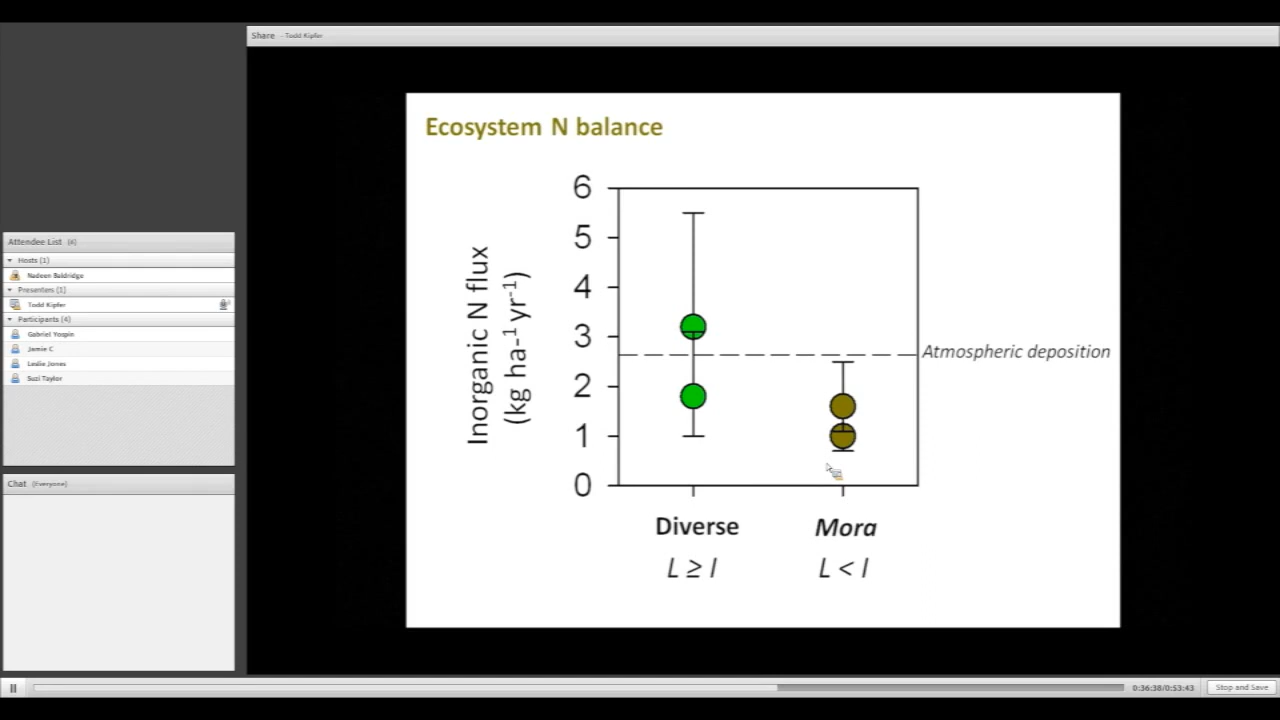 Share - Todd Kipfer
Ecosystem N balance
6
5
4
3
2
1
0
Inorganic N flux
(kg ha-1 yr-1)
Atmospheric deposition
Diverse
Mora
L ≥ I
L < I
Attendee List (6)
Hosts (1)
Nadeen Baldridge
Presenters (1)
Todd Kipfer
Participants (4)
Gabriel Yospin
Jamie C
Leslie Jones
Suzi Taylor
Chat (Everyone)
0:36:38/0:53:43
Stop and Save